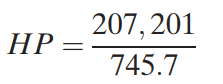 HP = 207,201 / 745.7